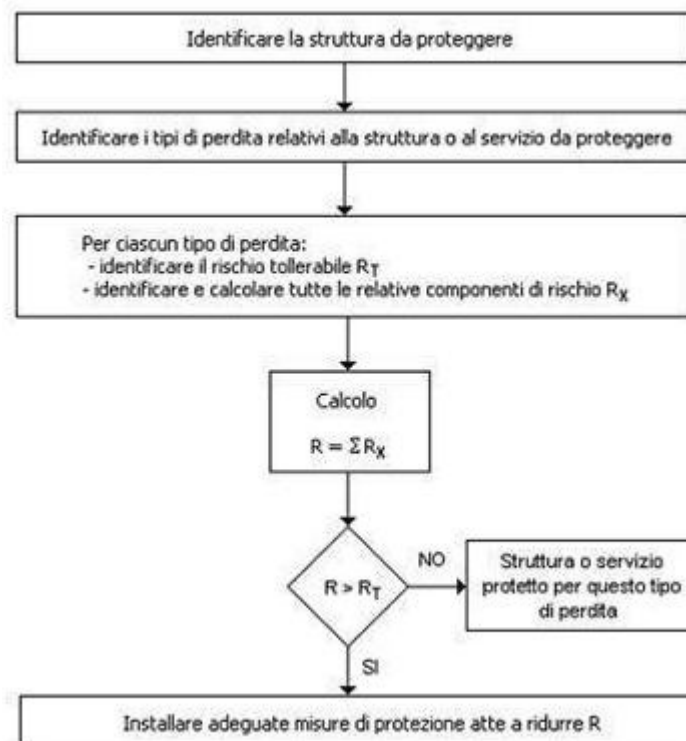 Identificare la struttura da proteggere
Identificare i tipi di perdita relativi alla struttura o al servizio da proteggere
Per ciascun tipo di perdita:
- identificare il rischio tollerabile RT
- identificare e calcolare tutte le relative componenti di rischio RX
Calcolo
R = ΣRX
R > RT
NO
Struttura o servizio
protetto per questo tipo
di perdita
SI
Installare adeguate misure di protezione atte a ridurre R